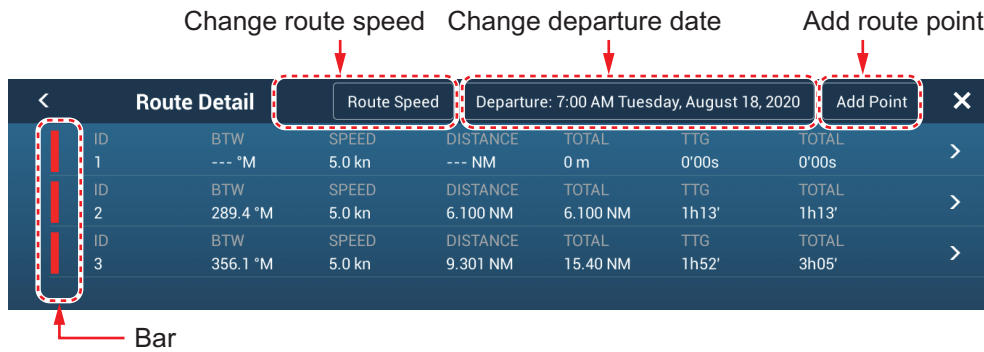 Change route speed Change departure date Add route point
Route Detail Route Speed Departure: 7:00 AM Tuesday, August 18, 2020 Add Point
ID BTW SPEED DISTANCE TOTAL TTG TOTAL
1 --- °M 5.0 kn --- NM 0 m 0'00s 0'00s
ID BTW SPEED DISTANCE TOTAL TTG TOTAL
2 289.4 °M 5.0 kn 6.100 NM 6.100 NM 1h13' 1h13'
ID BTW SPEED DISTANCE TOTAL TTG TOTAL
3 356.1 °M 5.0 kn 9.301 NM 15.40 NM 1h52' 3h05'
Bar